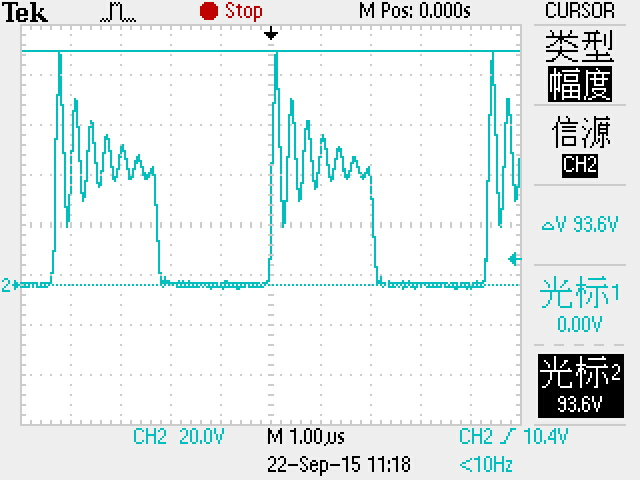 Tek Stop M Pos: 0.000s CURSOR
类型
幅度
信源
CH2
△V 93.6V
2
光标1
0.00V
光标2
93.6V
CH2 20.0V M 1.00µs CH2 10.4V
22-Sep-15 11:18 <10Hz